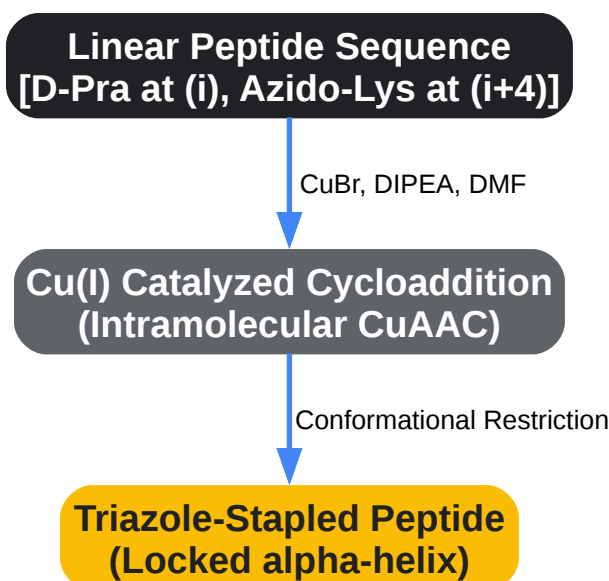 Linear Peptide Sequence
[D-Pra at (i), Azido-Lys at (i+4)]
CuBr, DIPEA, DMF
Cu(I) Catalyzed Cycloaddition
(Intramolecular CuAAC)
Conformational Restriction
Triazole-Stapled Peptide
(Locked alpha-helix)